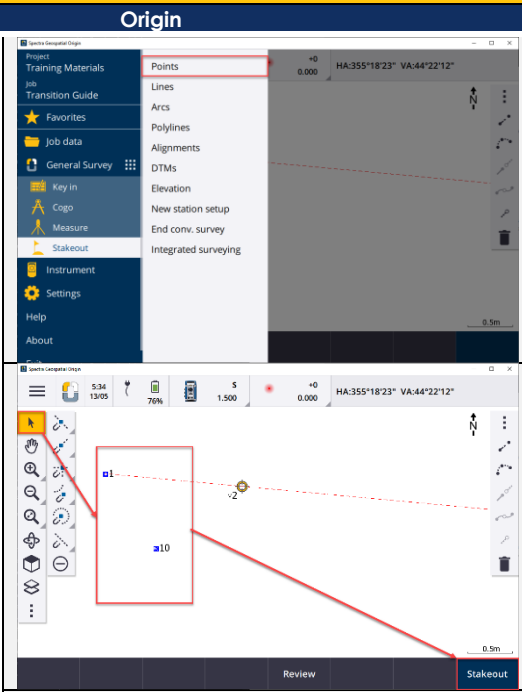 Origin
Spectra Geospatial Origin
Project
Training Materials
Job
Transition Guide
Favorites
Job data
General Survey
Key in
Cogo
Measure
Stakeout
Instrument
Settings
Help
About
Points
Lines
Arcs
Polylines
Alignments
DTMs
Elevation
New station setup
End conv. survey
Integrated surveying
+0
0.000
HA:355°18'23" VA:44°22'12"
N
0.5m
Spectra Geospatial Origin
5:34
13/05
76%
S
1.500
+0
0.000
HA:355°18'23" VA:44°22'12"
N
1
2
10
0.5m
Review
Stakeout